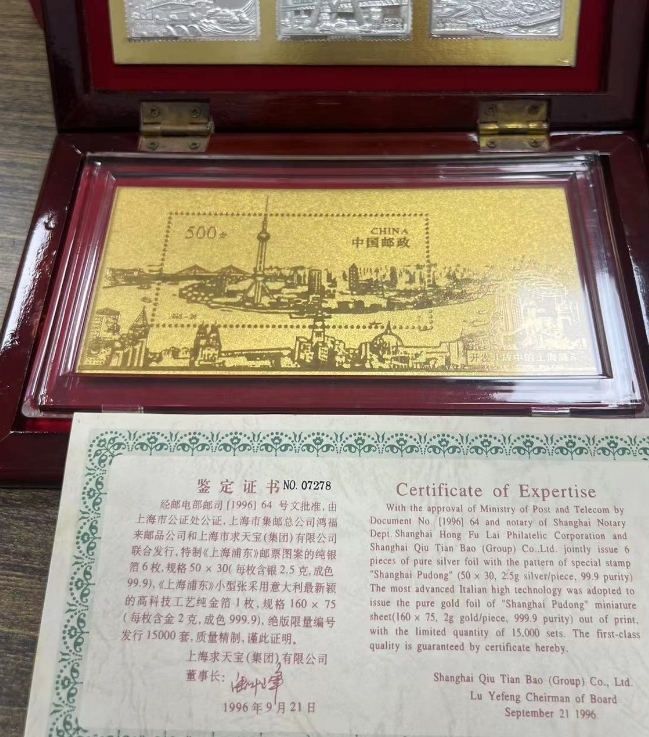 500分
CHINA
中国邮政
开发开放中的上海浦东
鉴定证书 NO. 07278
经邮电部邮司[1996] 64 号文批准,由
上海市公证处公证,上海市集邮总公司鸿福
来邮品公司和上海市求天宝(集团)有限公司
联合发行,特制《上海浦东》邮票图案的纯银
箔6枚,规格50×30(每枚含银2.5克,成色
99.9),《上海浦东》小型张采用意大利最新颖
的高科技工艺纯金箔1枚,规格160×75
(每枚含金2克,成色999.9),绝版限量编号
发行15000套,质量精制,谨此证明。
上海求天宝(集团)有限公司
董事长:
1996年9月21日
Certificate of Expertise
With the approval of Ministry of Post and Telecom by
Document No [1996] 64 and notary of Shanghai Notary
Dept. Shanghai Hong Fu Lai Philatelic Corporation and
Shanghai Qiu Tian Bao (Group) Co.,Ltd. jointly issue 6
pieces of pure silver foil with the pattern of special stamp
"Shanghai Pudong" (50 × 30, 2.5g silver/piece, 99.9 purity)
The most advanced Italian high technology was adopted to
issue the pure gold foil of "Shanghai Pudong" miniature
sheet(160 × 75, 2g gold/piece, 999.9 purity) out of print,
with the limited quantity of 15,000 sets. The first-class
quality is guaranteed by certificate hereby.
Shanghai Qiu Tian Bao (Group) Co., Ltd.
Lu Yefeng Cheirman of Board
September 21 1996